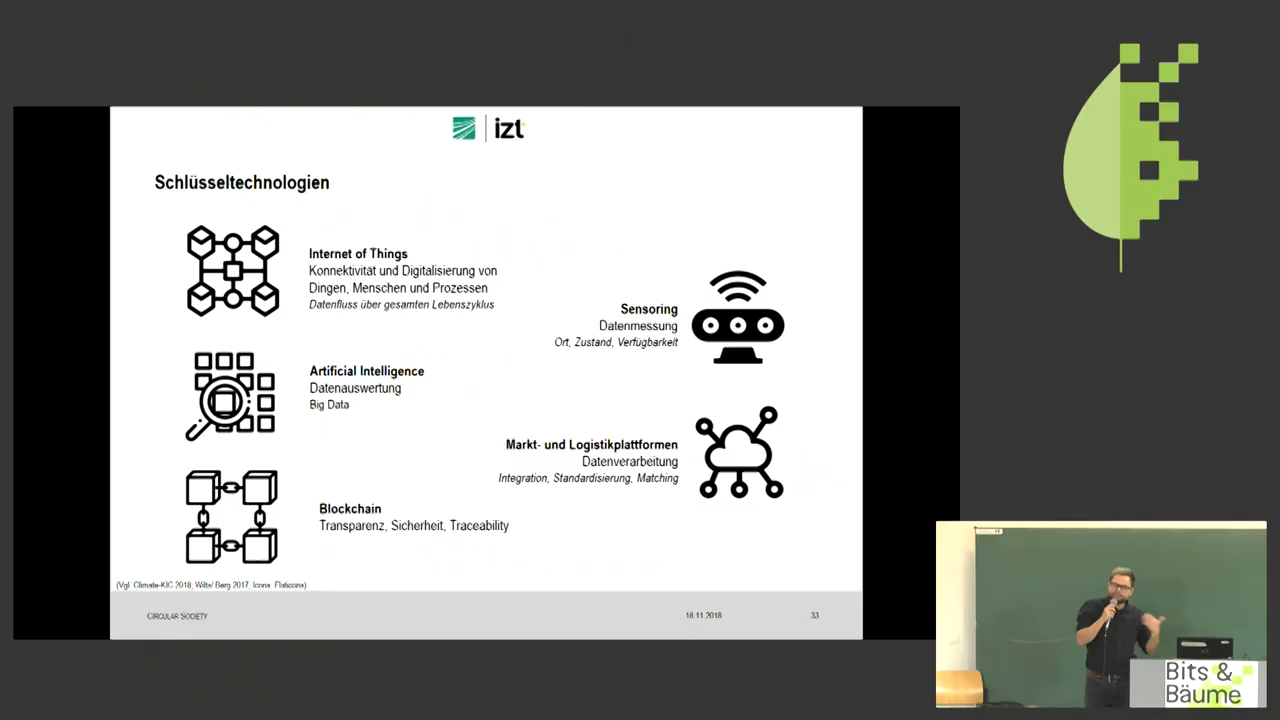 izt
Schlüsseltechnologien
Internet of Things
Konnektivität und Digitalisierung von
Dingen, Menschen und Prozessen
Datenfluss über gesamten Lebenszyklus
Sensoring
Datenmessung
Ort, Zustand, Verfügbarkeit
Artificial Intelligence
Datenauswertung
Big Data
Markt- und Logistikplattformen
Datenverarbeitung
Integration, Standardisierung, Matching
Blockchain
Transparenz, Sicherheit, Traceability
(Vgl. Climate-KIC 2018, Wilts/ Berg 2017, Icons: Flaticons)
CIRCULAR SOCIETY
18.11.2018
33
Bits &
Bäume